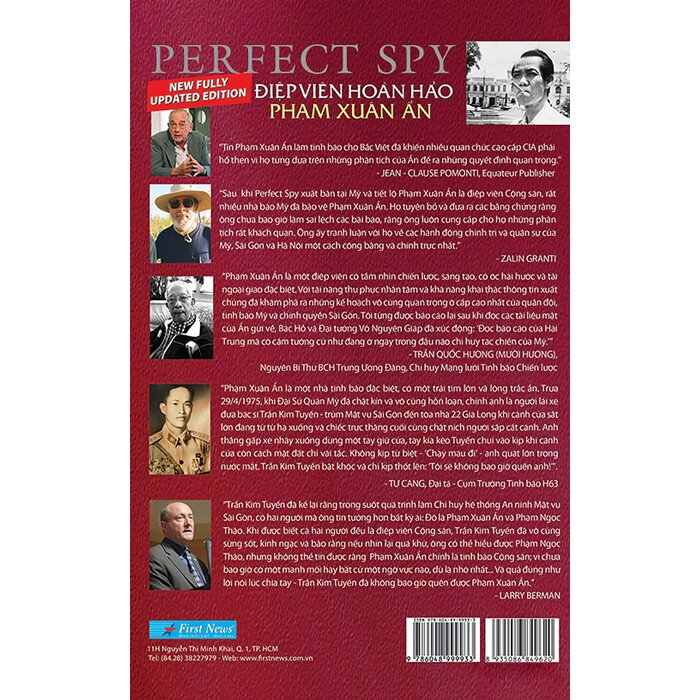 PERFECT SPY
NEW FULLY
UPDATED EDITION
ĐIỆP VIÊN HOÀN HẢO
PHẠM XUÂN ẨN
"Tin Phạm Xuân Ẩn làm tình báo cho Bắc Việt đã khiến nhiều quan chức cao cấp CIA phải
hổ thẹn vì họ từng dựa trên những phân tích của Ẩn để ra những quyết định quan trọng."
- JEAN - CLAUSE POMONTI, Equateur Publisher
"Sau khi Perfect Spy xuất bản tại Mỹ và tiết lộ Phạm Xuân Ẩn là điệp viên Cộng sản, rất
nhiều nhà báo Mỹ đã bảo vệ Phạm Xuân Ẩn. Họ tuyên bố và đưa ra các bằng chứng rằng
ông chưa bao giờ làm sai lệch các bài báo, rằng ông luôn cung cấp cho họ những phân
tích rất khách quan. Ông ấy tranh luận với họ về các hành động chính trị và quân sự của
Mỹ, Sài Gòn và Hà Nội một cách công bằng và chính trực nhất."
- ZALIN GRANTI
"Phạm Xuân Ẩn là một điệp viên có tầm nhìn chiến lược, sáng tạo, có óc hài hước và tài
ngoại giao đặc biệt. Với tài năng thu phục nhân tâm và khả năng khai thác thông tin xuất
chúng đã khám phá ra những kế hoạch vô cùng quan trọng ở cấp cao nhất của quân đội,
tình báo Mỹ và chính quyền Sài Gòn. Tôi từng được báo cáo lại sau khi đọc các tài liệu mật
của Ẩn gửi về, Bác Hồ và Đại tướng Võ Nguyên Giáp đã xúc động: 'Đọc báo cáo của Hai
Trung mà có cảm tưởng cứ như đang ở ngay trong đầu não chỉ huy tác chiến của Mỹ.'"
- TRẦN QUỐC HƯƠNG (MƯỜI HƯƠNG),
Nguyên Bí Thư BCH Trung Ương Đảng, Chỉ huy Mạng lưới Tình báo Chiến lược
"Phạm Xuân Ẩn là một nhà tình báo đặc biệt, có một trái tim lớn và lòng trắc ẩn. Trưa
29/4/1975, khi Đại Sứ Quán Mỹ đã chật kín và vô cùng hỗn loạn, chính anh là người lái xe
đưa bác sĩ Trần Kim Tuyến - trùm Mật vụ Sài Gòn đến tòa nhà 22 Gia Long khi cánh cửa sắt
lớn đang từ từ hạ xuống và chiếc trực thăng cuối cùng chật ních người sắp cất cánh. Anh
thắng gấp xe nhảy xuống dùng một tay giữ cửa, tay kia kéo Tuyến chui vào kịp khi cánh
cửa còn cách mặt đất chỉ vài tấc. Không kịp từ biệt - 'Chạy mau đi' - anh quát lớn trong
nước mắt. Trần Kim Tuyến bật khóc và chỉ kịp thốt lên: 'Tôi sẽ không bao giờ quên anh!'".
- TƯ CANG, Đại tá - Cụm Trưởng Tình báo H63
"Trần Kim Tuyến đã kể lại rằng trong suốt quá trình làm Chỉ huy hệ thống An ninh Mật vụ
Sài Gòn, có hai người mà ông tin tưởng hơn bất kỳ ai: Đó là Phạm Xuân Ẩn và Phạm Ngọc
Thảo. Khi được biết cả hai người đều là điệp viên Cộng sản, Trần Kim Tuyến đã vô cùng
sửng sốt, kinh ngạc và bảo rằng nếu nhìn lại quá khứ, ông có thể hiểu được Phạm Ngọc
Thảo, nhưng không thể tin được rằng Phạm Xuân Ẩn chính là tình báo Cộng sản; vì chưa
bao giờ có một manh mối hay bất cứ một ngờ vực nào, dù là nhỏ nhất... Và quả đúng như
lời nói lúc chia tay - Trần Kim Tuyến đã không bao giờ quên được Phạm Xuân Ẩn."
- LARRY BERMAN
First News
11H Nguyễn Thị Minh Khai, Q. 1, TP. HCM
Tel: (84.28) 38227979 - Web: www.firstnews.com.vn
ISBN 978-604-89-9993-3
9 786048 999933
8 935086 849620